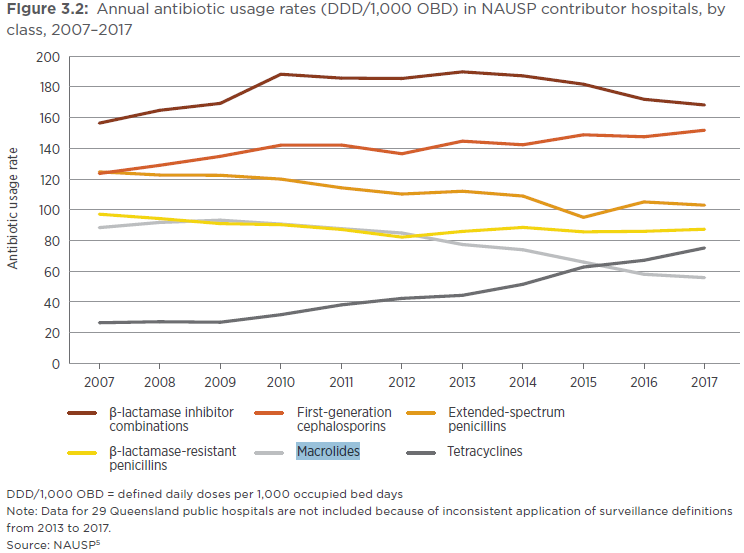 Figure 3.2: Annual antibiotic usage rates (DDD/1,000 OBD) in NAUSP contributor hospitals, by
class, 2007–2017
200
180
160
140
120
100
80
60
40
20
0
Antibiotic usage rate
2007 2008 2009 2010 2011 2012 2013 2014 2015 2016 2017
β-lactamase inhibitor
combinations
First-generation
cephalosporins
Extended-spectrum
penicillins
β-lactamase-resistant
penicillins
Macrolides
Tetracyclines
DDD/1,000 OBD = defined daily doses per 1,000 occupied bed days
Note: Data for 29 Queensland public hospitals are not included because of inconsistent application of surveillance definitions
from 2013 to 2017.
Source: NAUSP⁵